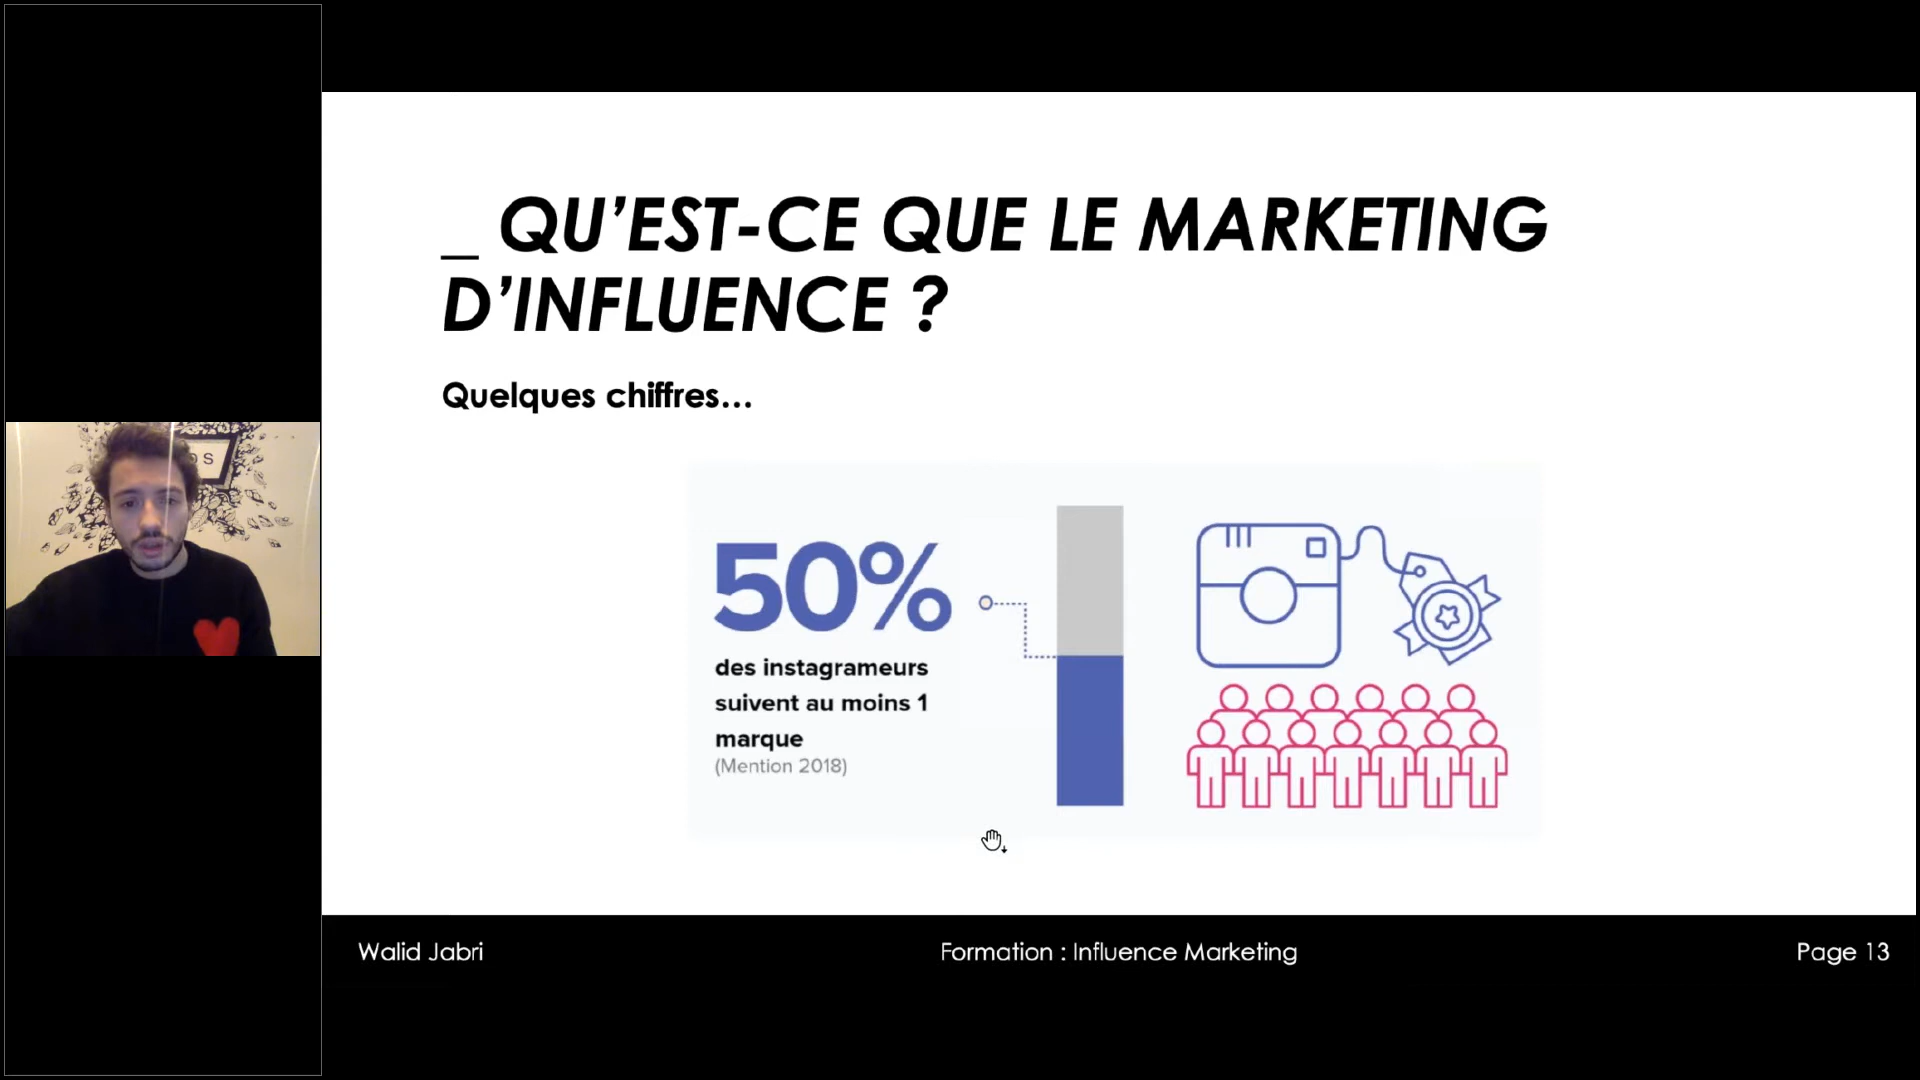 _ QU’EST-CE QUE LE MARKETING
D’INFLUENCE ?
Quelques chiffres...
50%
des instagrameurs
suivent au moins 1
marque
(Mention 2018)
Walid Jabri
Formation : Influence Marketing
Page 13